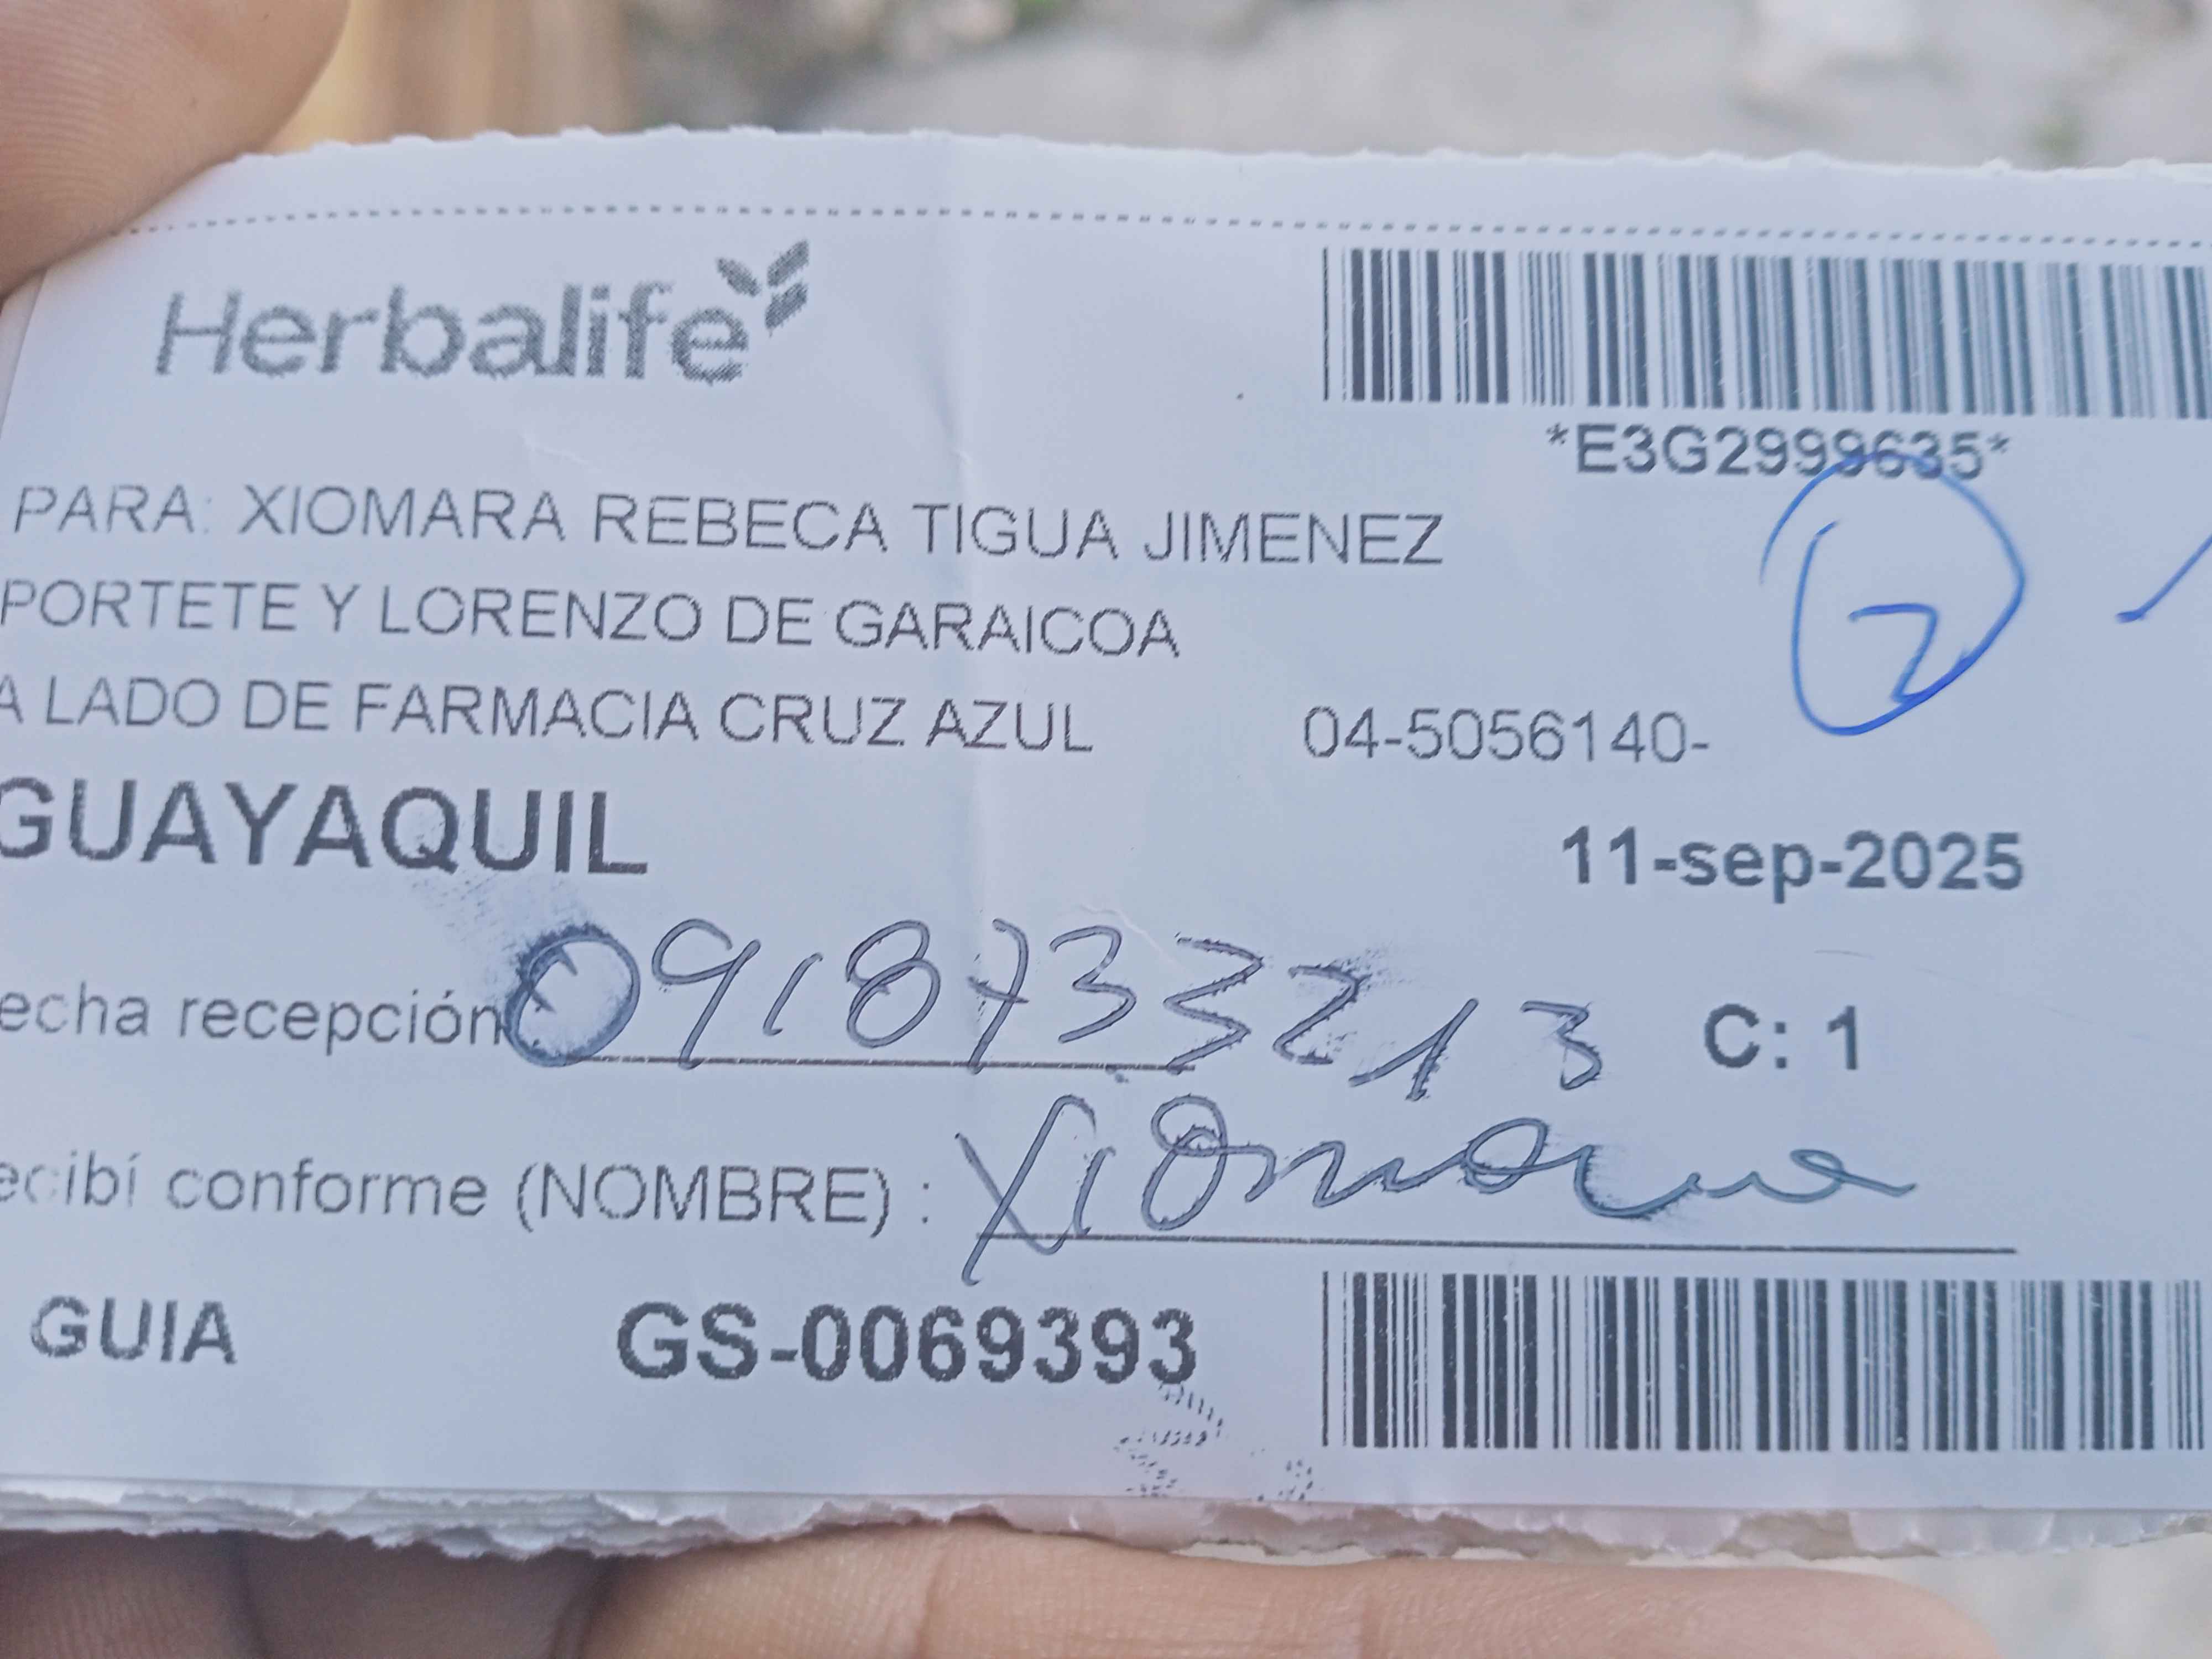 Herbalife
*E3G2999635*
PARA: XIOMARA REBECA TIGUA JIMENEZ
PORTETE Y LORENZO DE GARAICOA
A LADO DE FARMACIA CRUZ AZUL 04-5056140-
2
GUAYAQUIL
11-sep-2025
echa recepción 0918733213 C: 1
ecibí conforme (NOMBRE) : Xiomara
GUIA GS-0069393